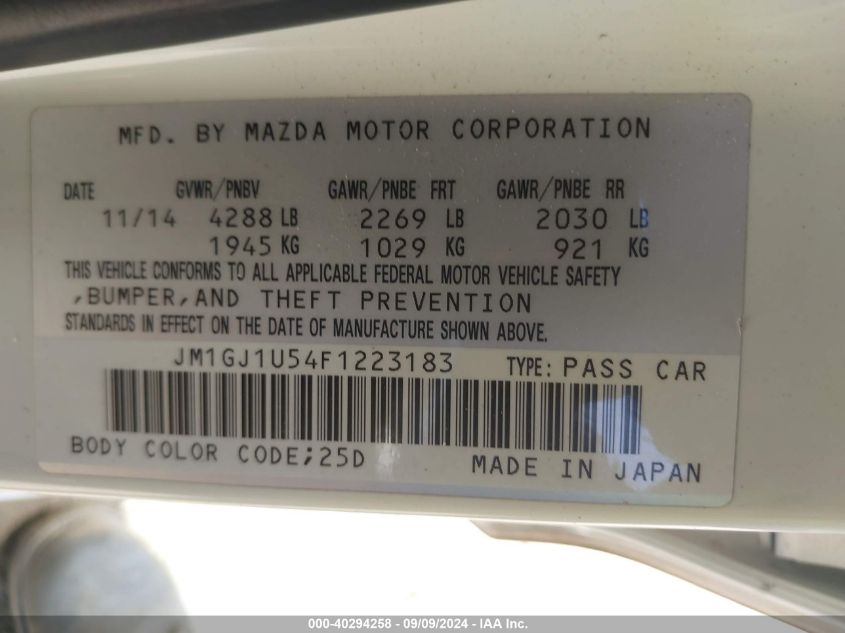 MFD. BY MAZDA MOTOR CORPORATION
DATE GVWR/PNBV GAWR/PNBE FRT GAWR/PNBE RR
11/14 4288 LB 2269 LB 2030 LB
1945 KG 1029 KG 921 KG
THIS VEHICLE CONFORMS TO ALL APPLICABLE FEDERAL MOTOR VEHICLE SAFETY
,BUMPER,AND THEFT PREVENTION
STANDARDS IN EFFECT ON THE DATE OF MANUFACTURE SHOWN ABOVE.
JM1GJ1U54F1223183 TYPE: PASS CAR
BODY COLOR CODE;25D MADE IN JAPAN
000-40294258 - 09/09/2024 - IAA Inc.